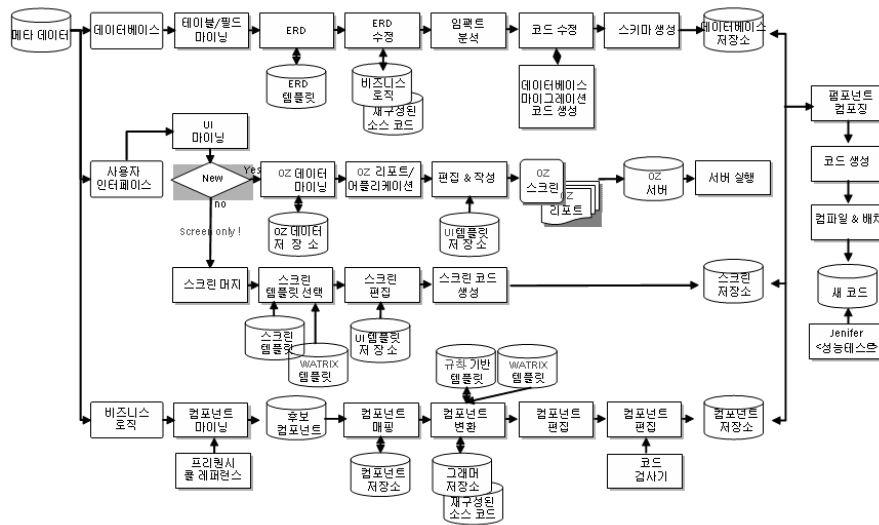 메타 데이터
데이터베이스
테이블/필드
마이닝
ERD
ERD
수정
임팩트
분석
코드 수정
스키마 생성
데이터베이스
저장소
ERD
템플릿
비즈니스
로직
재구성된
소스 코드
데이터베이스
마이그레이션
코드 생성
펌포넌트
컴포징
UI
마이닝
코드 생성
사용자
인터페이스
New
Yes
no
OZ 데이터
마이닝
OZ 리포트/
어플리케이션
편집 & 작성
OZ
스크린
OZ
리포트
OZ
서버
서버 실행
Screen only !
OZ 데이터
저 장 소
UI템플릿
저 장 소
컴파일 & 배치
스크린 머지
스크린
템플릿 선택
스크린
편집
스크린 코드
생성
스크린
저장소
새 코드
스크린
템플릿
WATRIX
템플릿
UI템플릿
저 장 소
Jenifer
<성능테스트>
규칙 기반
템플릿
WATRIX
템플릿
비즈니스
로직
컴포넌트
마이닝
후보
컴포넌트
컴포넌트
매핑
컴포넌트
변환
컴포넌트
편집
컴포넌트
편집
컴포넌트
저장소
프리퀀시
콜 레퍼런스
컴포넌트
저장소
그래머
저장소
재구성된
소스 코드
코드
검사기